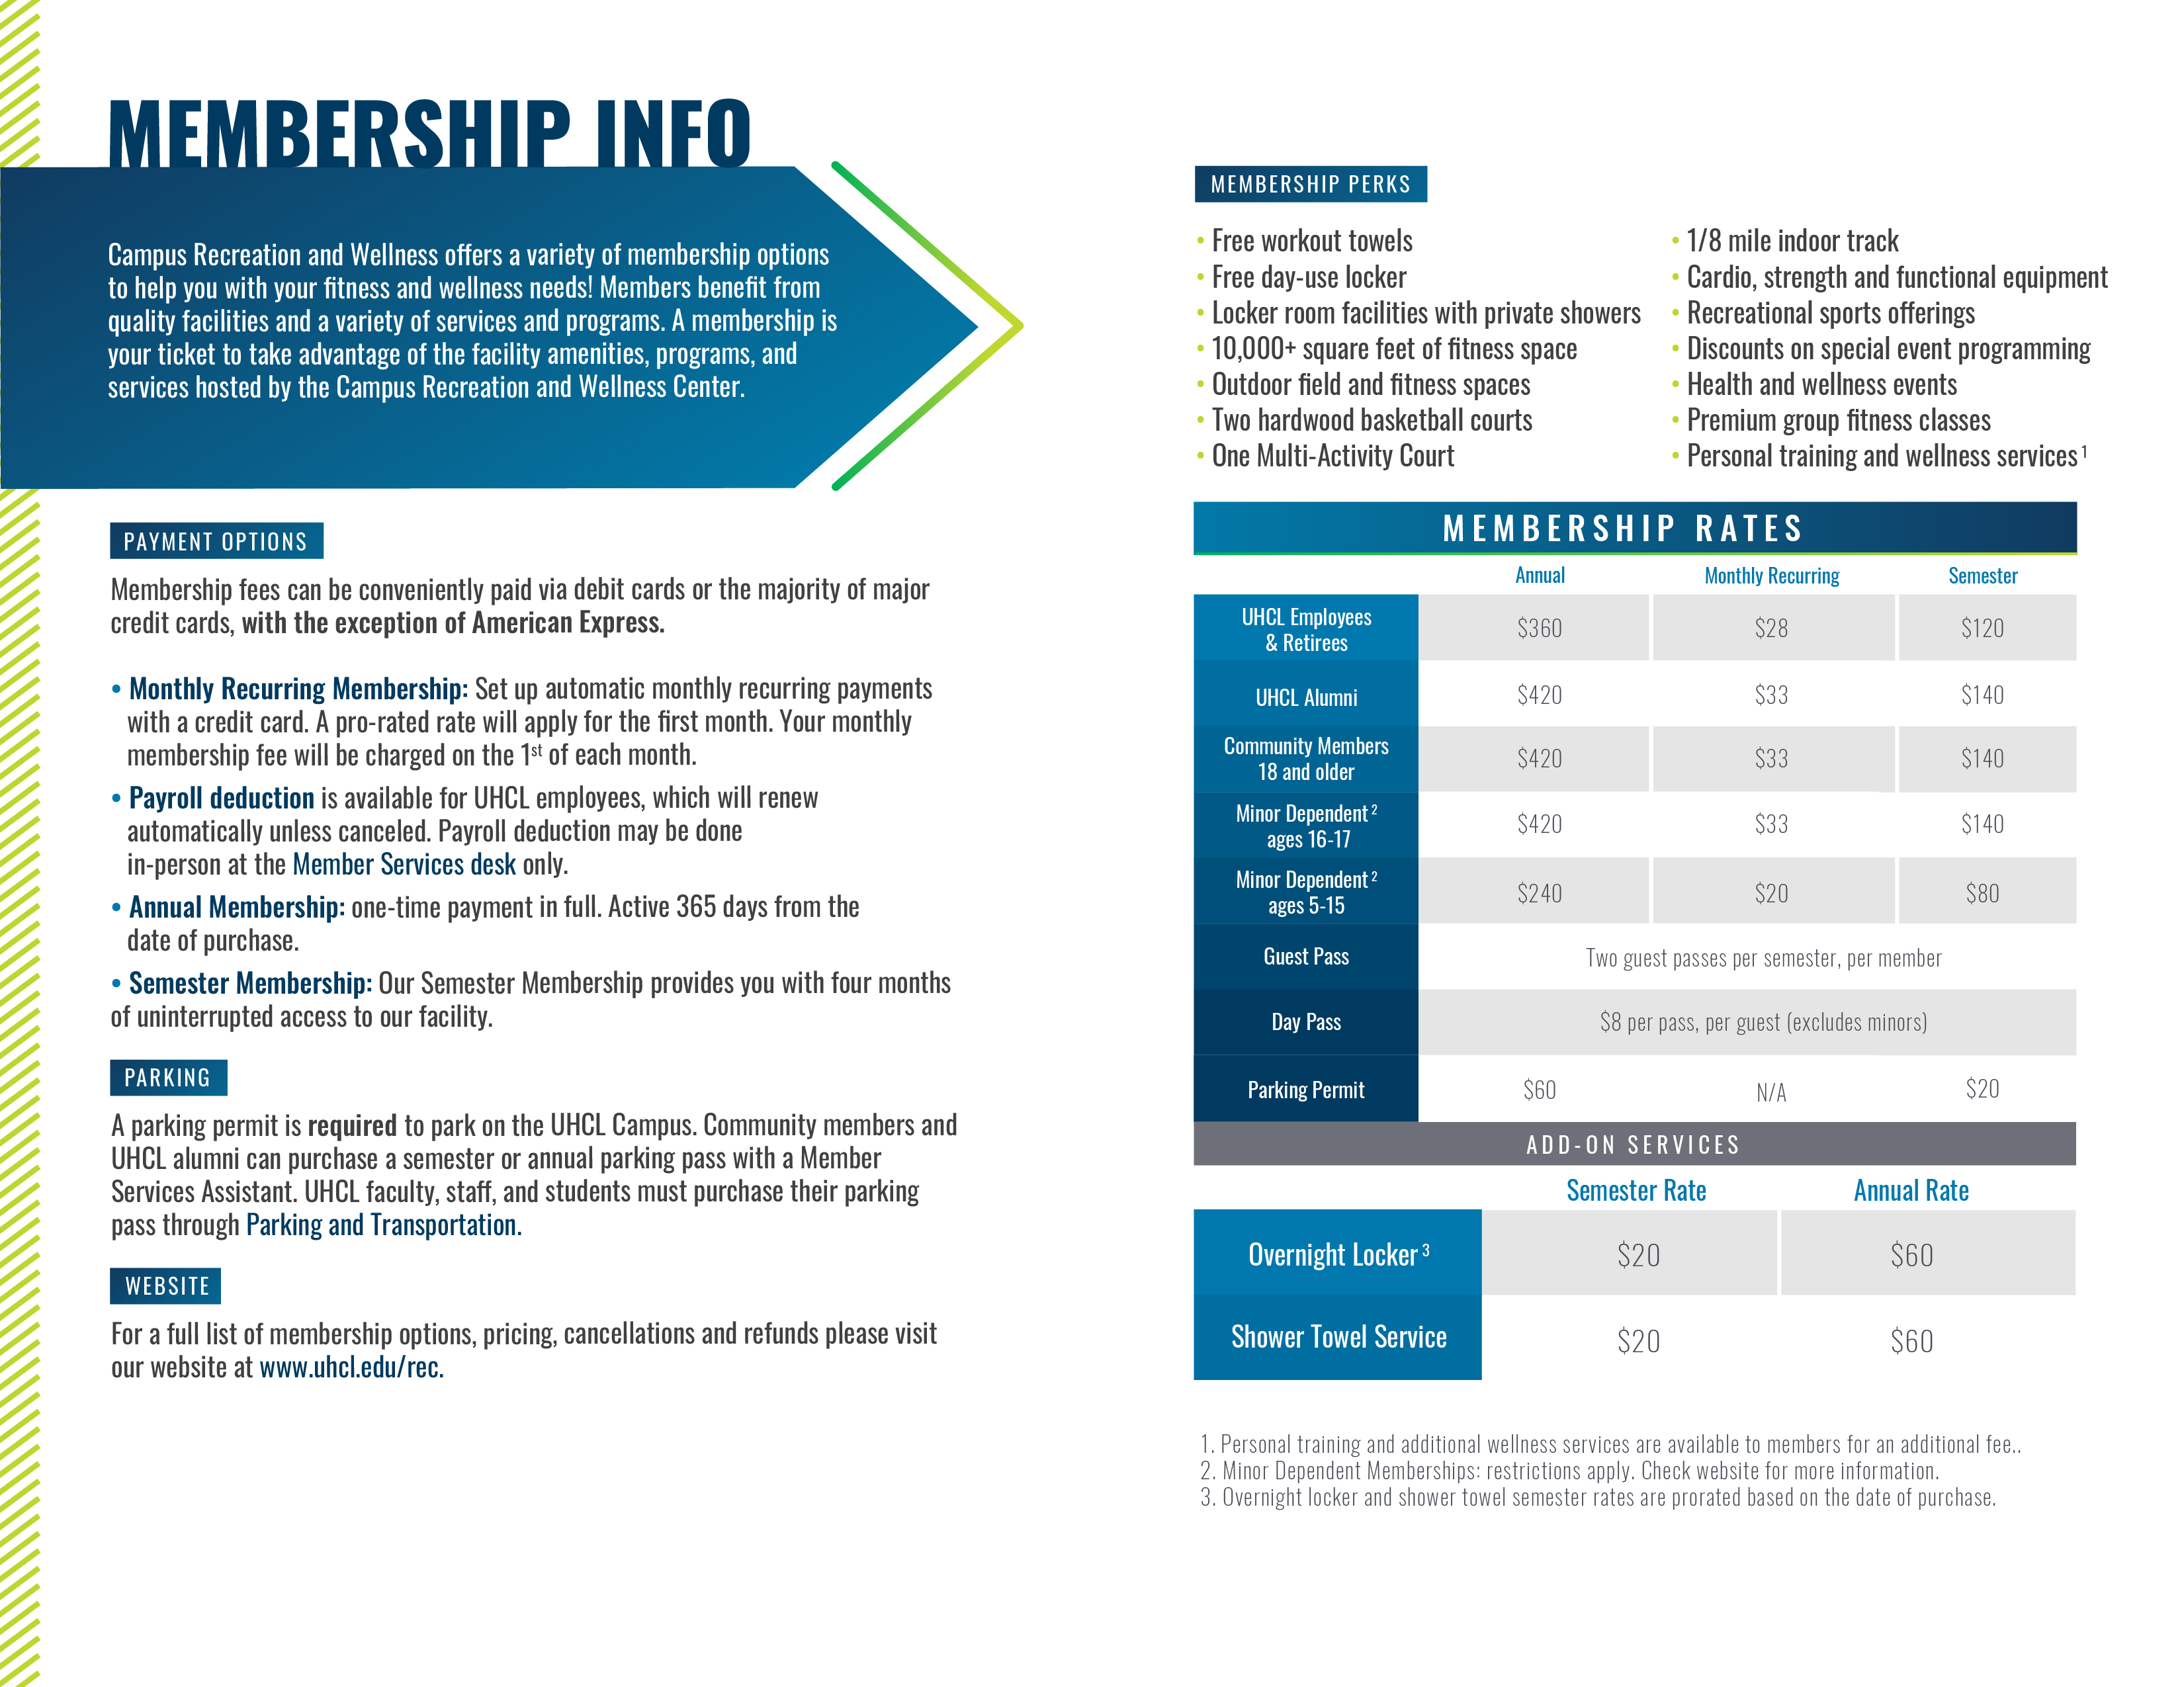 MEMBERSHIP INFO
Campus Recreation and Wellness offers a variety of membership options
to help you with your fitness and wellness needs! Members benefit from
quality facilities and a variety of services and programs. A membership is
your ticket to take advantage of the facility amenities, programs, and
services hosted by the Campus Recreation and Wellness Center.
PAYMENT OPTIONS
Membership fees can be conveniently paid via debit cards or the majority of major
credit cards, with the exception of American Express.
• Monthly Recurring Membership: Set up automatic monthly recurring payments
with a credit card. A pro-rated rate will apply for the first month. Your monthly
membership fee will be charged on the 1st of each month.
• Payroll deduction is available for UHCL employees, which will renew
automatically unless canceled. Payroll deduction may be done
in-person at the Member Services desk only.
• Annual Membership: one-time payment in full. Active 365 days from the
date of purchase.
• Semester Membership: Our Semester Membership provides you with four months
of uninterrupted access to our facility.
PARKING
A parking permit is required to park on the UHCL Campus. Community members and
UHCL alumni can purchase a semester or annual parking pass with a Member
Services Assistant. UHCL faculty, staff, and students must purchase their parking
pass through Parking and Transportation.
WEBSITE
For a full list of membership options, pricing, cancellations and refunds please visit
our website at www.uhcl.edu/rec.
MEMBERSHIP PERKS
• Free workout towels
• Free day-use locker
• Locker room facilities with private showers
• 10,000+ square feet of fitness space
• Outdoor field and fitness spaces
• Two hardwood basketball courts
• One Multi-Activity Court
• 1/8 mile indoor track
• Cardio, strength and functional equipment
• Recreational sports offerings
• Discounts on special event programming
• Health and wellness events
• Premium group fitness classes
• Personal training and wellness services 1
MEMBERSHIP RATES
Annual Monthly Recurring Semester
UHCL Employees
& Retirees $360 $28 $120
UHCL Alumni $420 $33 $140
Community Members
18 and older $420 $33 $140
Minor Dependent 2
ages 16-17 $420 $33 $140
Minor Dependent 2
ages 5-15 $240 $20 $80
Guest Pass Two guest passes per semester, per member
Day Pass $8 per pass, per guest (excludes minors)
Parking Permit $60 N/A $20
ADD-ON SERVICES
Semester Rate Annual Rate
Overnight Locker 3 $20 $60
Shower Towel Service $20 $60
1. Personal training and additional wellness services are available to members for an additional fee..
2. Minor Dependent Memberships: restrictions apply. Check website for more information.
3. Overnight locker and shower towel semester rates are prorated based on the date of purchase.